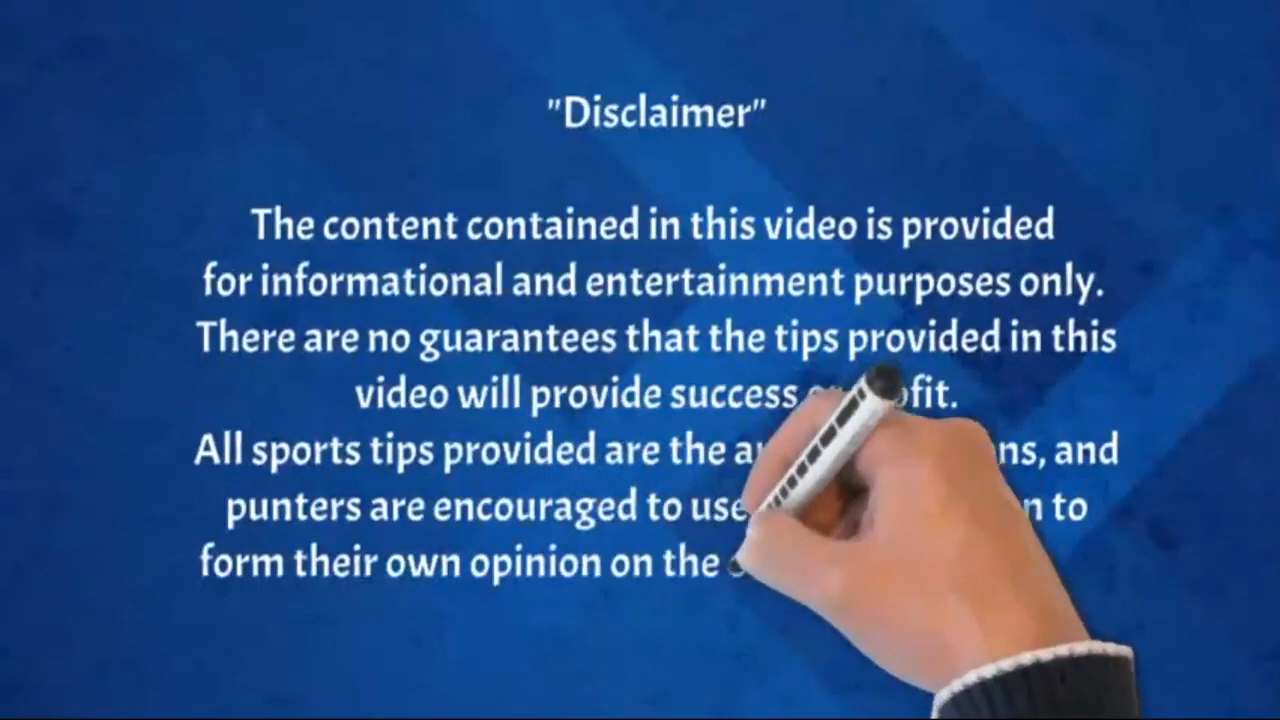 "Disclaimer"
The content contained in this video is provided
for informational and entertainment purposes only.
There are no guarantees that the tips provided in this
video will provide success
All sports tips provided are the and
punters are encouraged to use to
form their own opinion on the